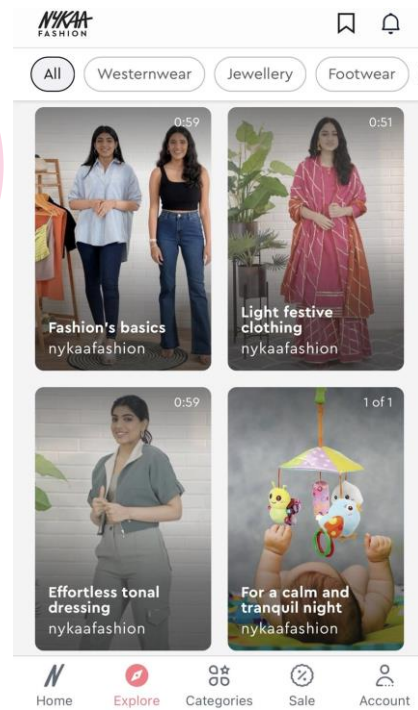 NYKAA
FASHION
All
Westernwear
Jewellery
Footwear
0:59
Fashion's basics
nykaafashion
0:51
Light festive
clothing
nykaafashion
0:59
Effortless tonal
dressing
nykaafashion
1 of 1
For a calm and
tranquil night
nykaafashion
N
Home
Explore
Categories
Sale
Account